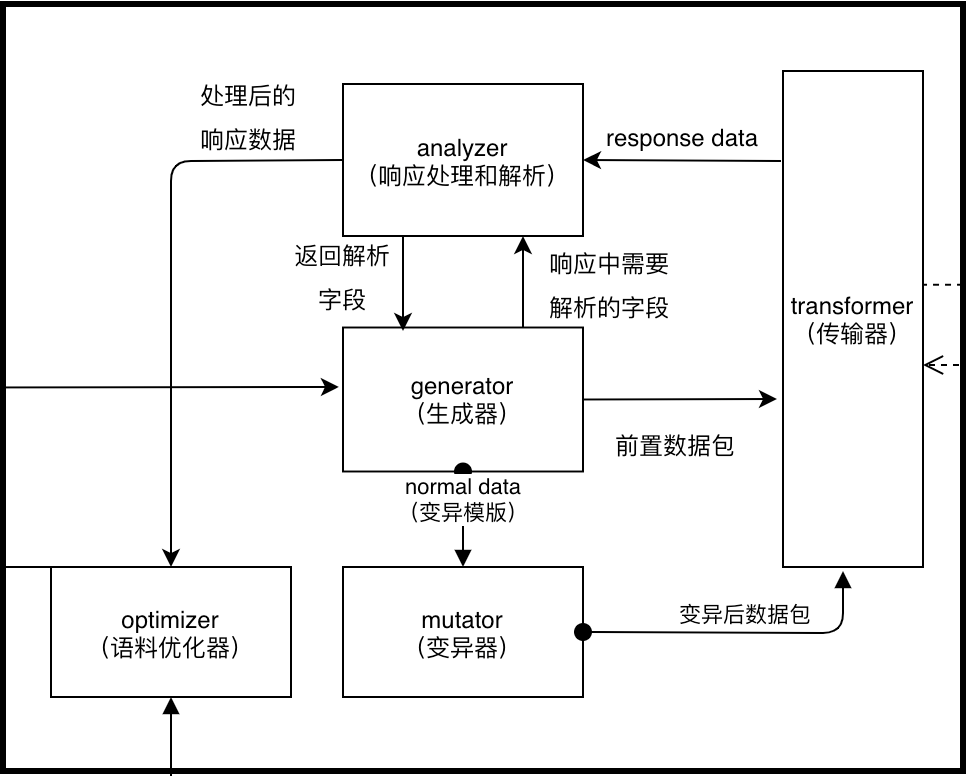 处理后的
响应数据
analyzer
（响应处理和解析）
response data
返回解析
字段
响应中需要
解析的字段
transformer
（传输器）
generator
（生成器）
前置数据包
normal data
（变异模版）
optimizer
（语料优化器）
mutator
（变异器）
变异后数据包